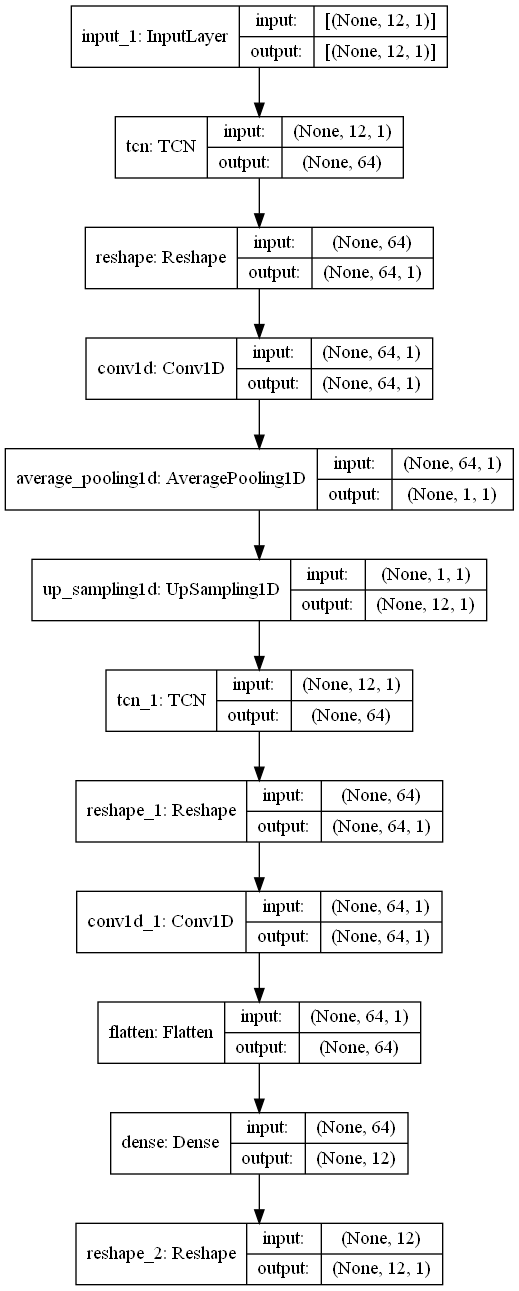 input_1: InputLayer
input:
[(None, 12, 1)]
output:
[(None, 12, 1)]
tcn: TCN
input:
(None, 12, 1)
output:
(None, 64)
reshape: Reshape
input:
(None, 64)
output:
(None, 64, 1)
conv1d: Conv1D
input:
(None, 64, 1)
output:
(None, 64, 1)
average_pooling1d: AveragePooling1D
input:
(None, 64, 1)
output:
(None, 1, 1)
up_sampling1d: UpSampling1D
input:
(None, 1, 1)
output:
(None, 12, 1)
tcn_1: TCN
input:
(None, 12, 1)
output:
(None, 64)
reshape_1: Reshape
input:
(None, 64)
output:
(None, 64, 1)
conv1d_1: Conv1D
input:
(None, 64, 1)
output:
(None, 64, 1)
flatten: Flatten
input:
(None, 64, 1)
output:
(None, 64)
dense: Dense
input:
(None, 64)
output:
(None, 12)
reshape_2: Reshape
input:
(None, 12)
output:
(None, 12, 1)